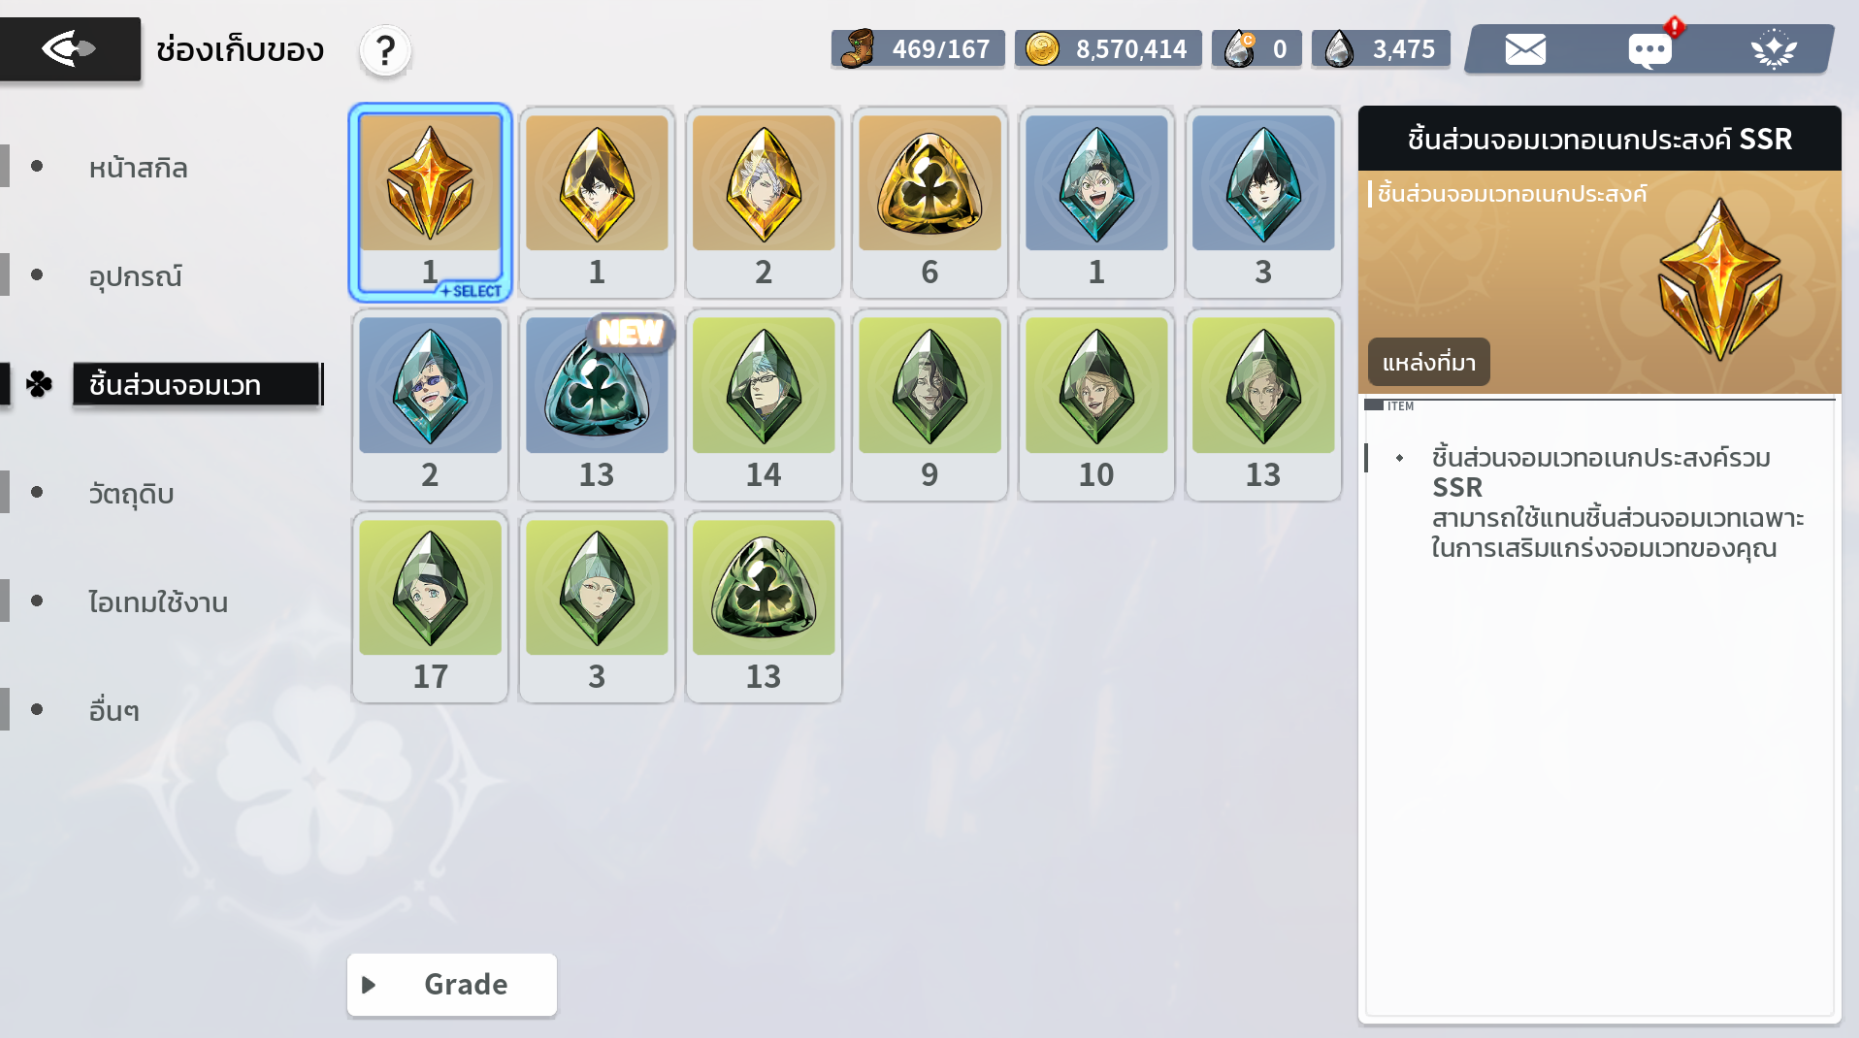 ช่องเก็บของ
?
469/167
8,570,414
C
0
3,475
หน้าสกิล
อุปกรณ์
ชิ้นส่วนจอมเวท
วัตถุดิบ
ไอเทมใช้งาน
อื่นๆ
1
SELECT
1
2
6
1
3
2
NEW
13
14
9
10
13
17
3
13
Grade
ชิ้นส่วนจอมเวทอเนกประสงค์ SSR
ชิ้นส่วนจอมเวทอเนกประสงค์
แหล่งที่มา
ITEM
ชิ้นส่วนจอมเวทอเนกประสงค์รวม
SSR
สามารถใช้แทนชิ้นส่วนจอมเวทเฉพาะ
ในการเสริมแกร่งจอมเวทของคุณ